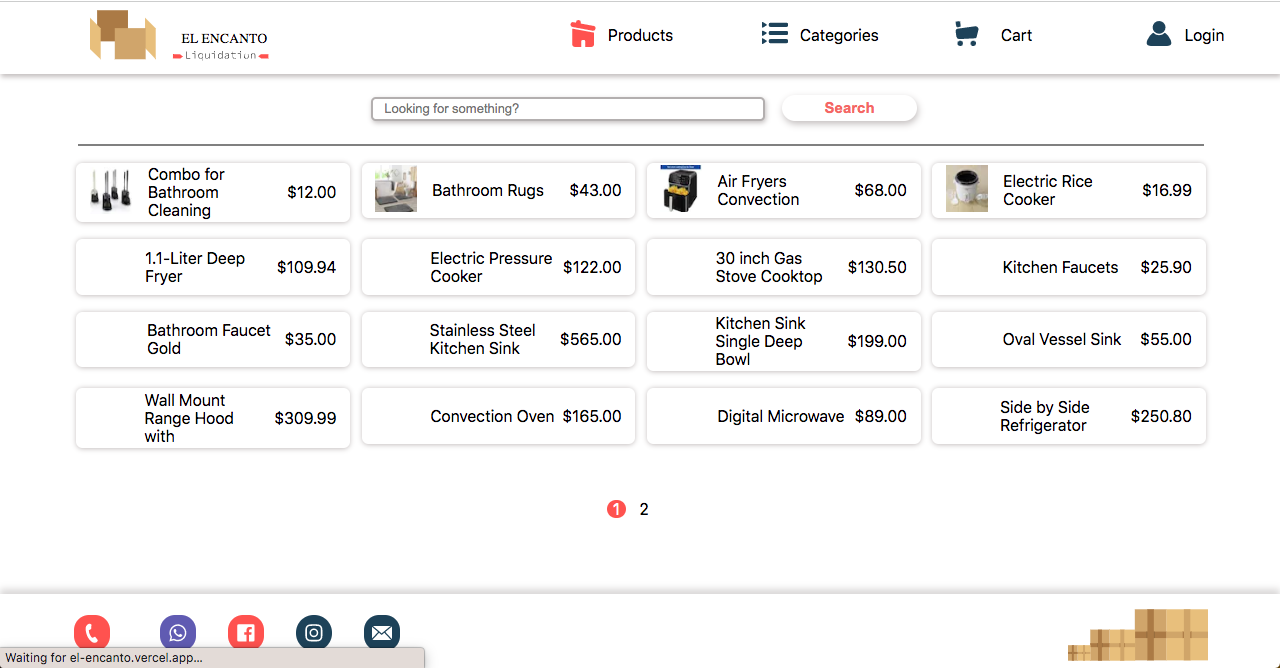 EL ENCANTO
Liquidation
Products
Categories
Cart
Login
Looking for something?
Search
Combo for
Bathroom
Cleaning
$12.00
Bathroom Rugs
$43.00
Air Fryers
Convection
$68.00
Electric Rice
Cooker
$16.99
1.1-Liter Deep
Fryer
$109.94
Electric Pressure
Cooker
$122.00
30 inch Gas
Stove Cooktop
$130.50
Kitchen Faucets
$25.90
Bathroom Faucet
Gold
$35.00
Stainless Steel
Kitchen Sink
$565.00
Kitchen Sink
Single Deep
Bowl
$199.00
Oval Vessel Sink
$55.00
Wall Mount
Range Hood
with
$309.99
Convection Oven
$165.00
Digital Microwave
$89.00
Side by Side
Refrigerator
$250.80
1 2
Waiting for el-encanto.vercel.app...